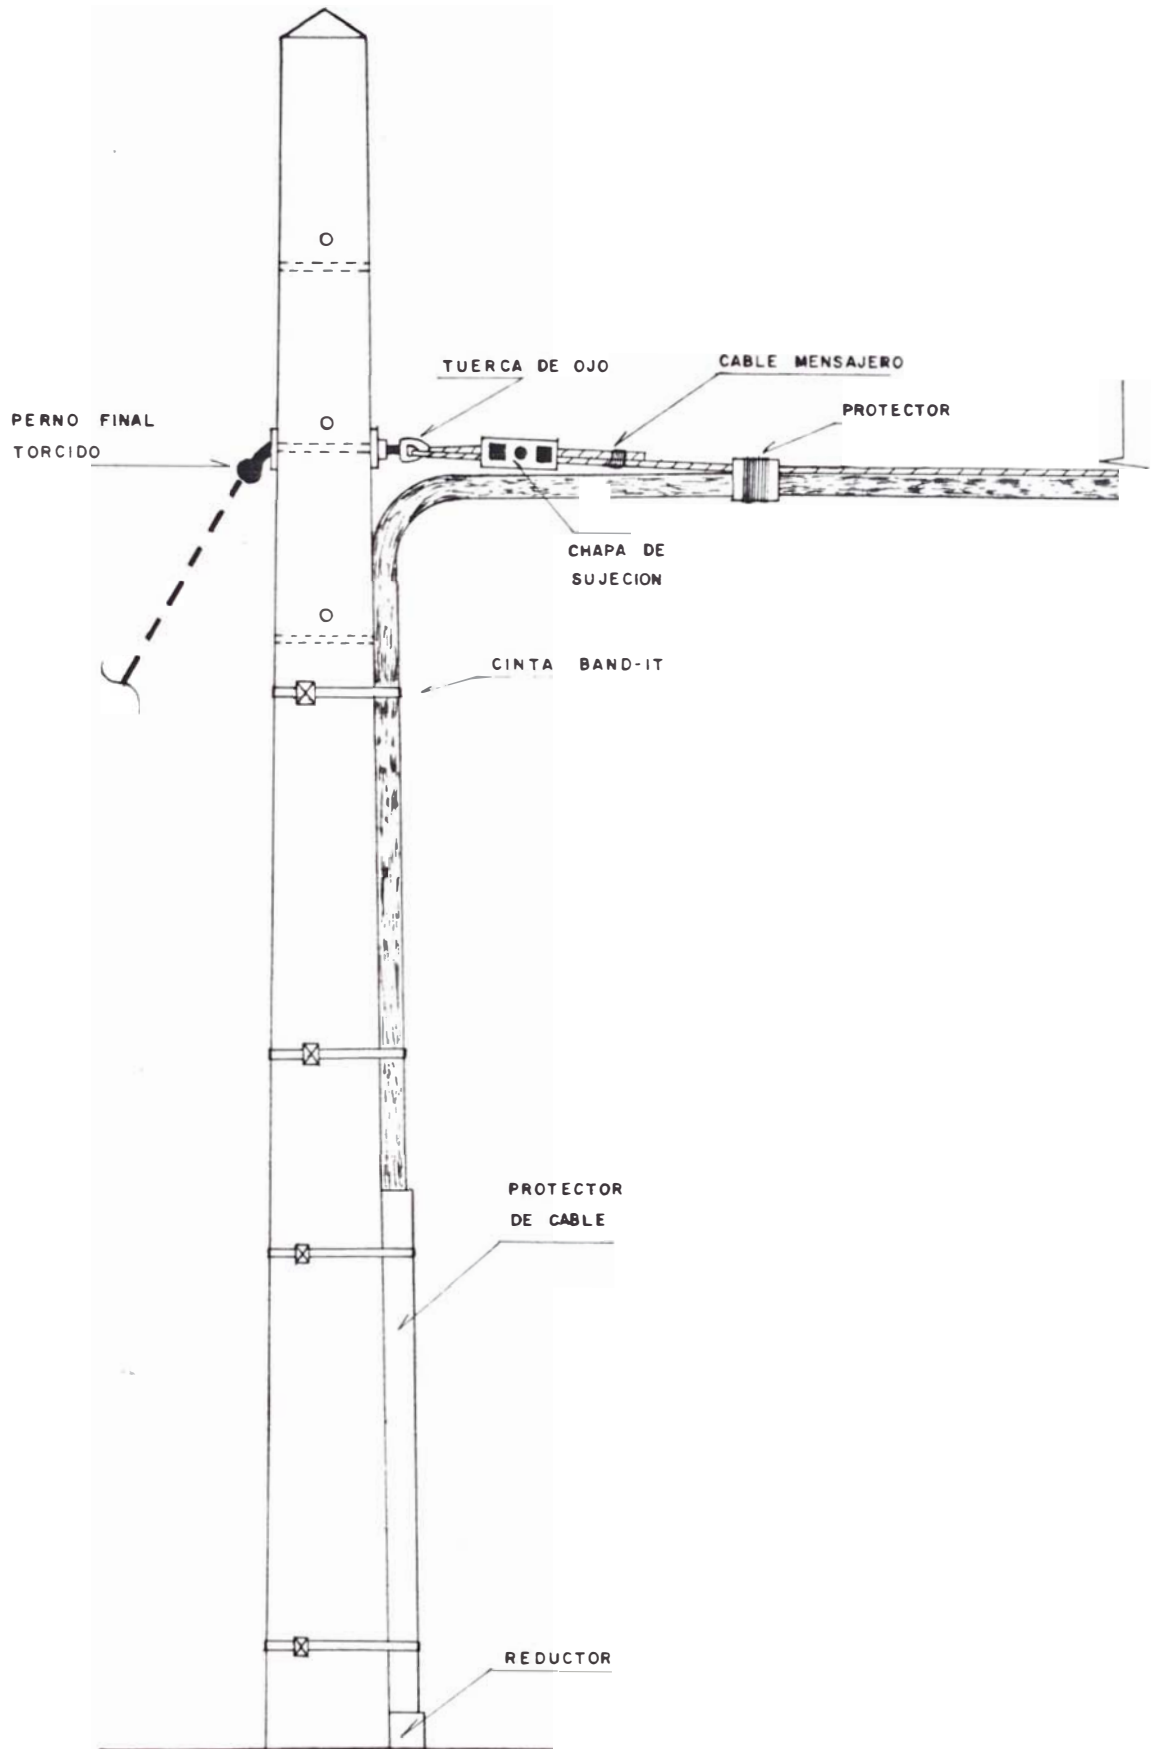 TUERCA DE OJO
CABLE MENSAJERO
PROTECTOR
PERNO FINAL
TORCIDO
CHAPA DE
SUJECION
CINTA BAND-IT
PROTECTOR
DE CABLE
REDUCTOR